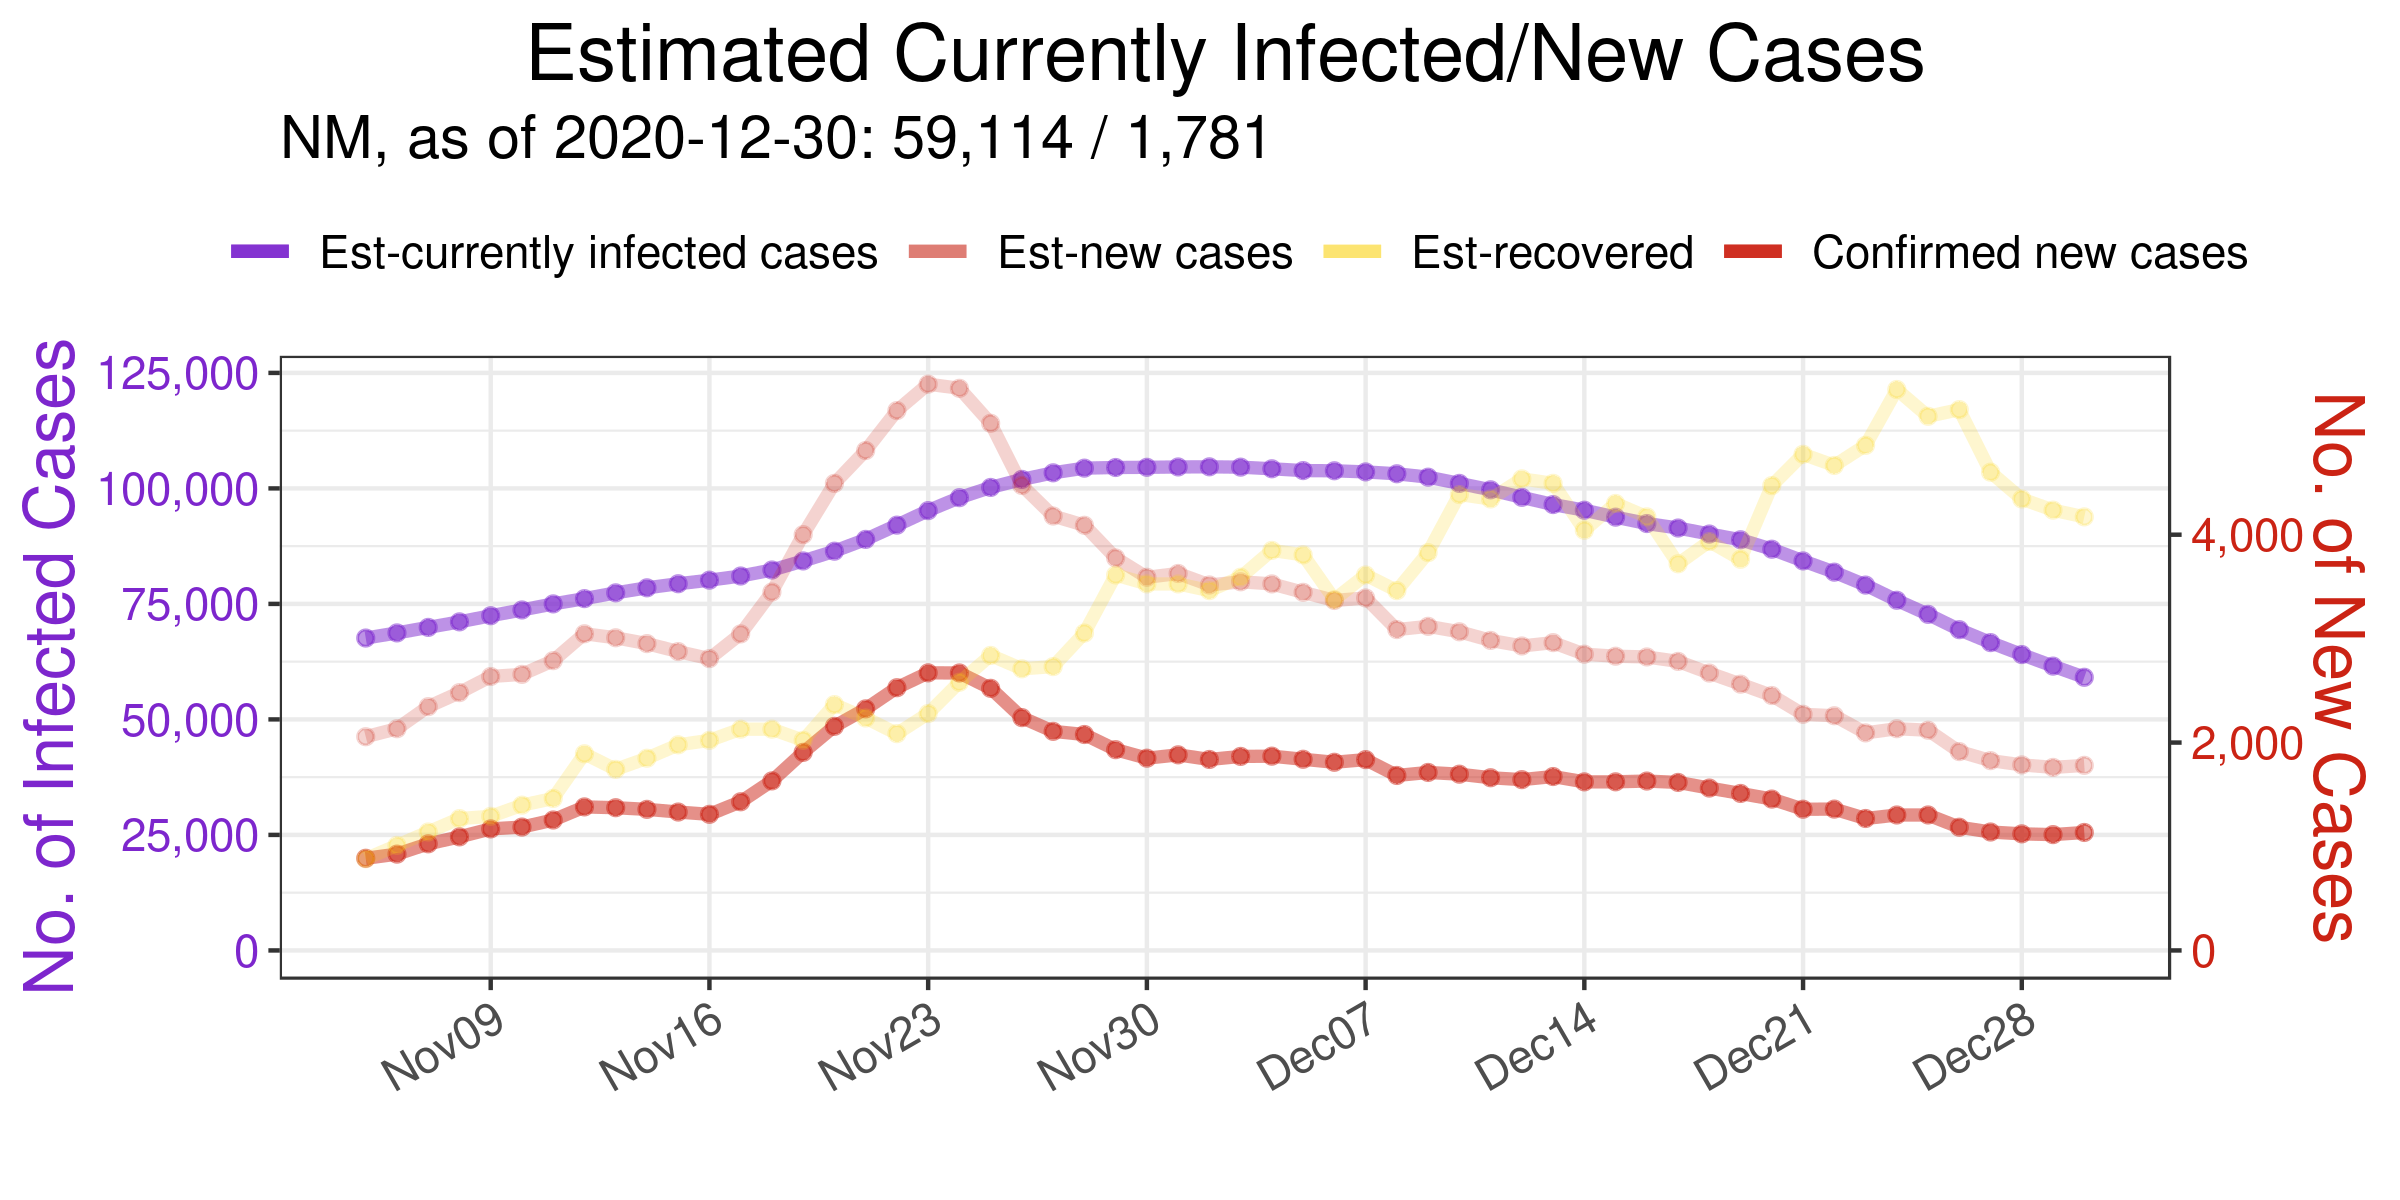 Estimated Currently Infected/New Cases
NM, as of 2020-12-30: 59,114 / 1,781
Est-currently infected cases Est-new cases Est-recovered Confirmed new cases
No. of Infected Cases
125,000
100,000
75,000
50,000
25,000
0
4,000
2,000
0
No. of New Cases
Nov09 Nov16 Nov23 Nov30 Dec07 Dec14 Dec21 Dec28